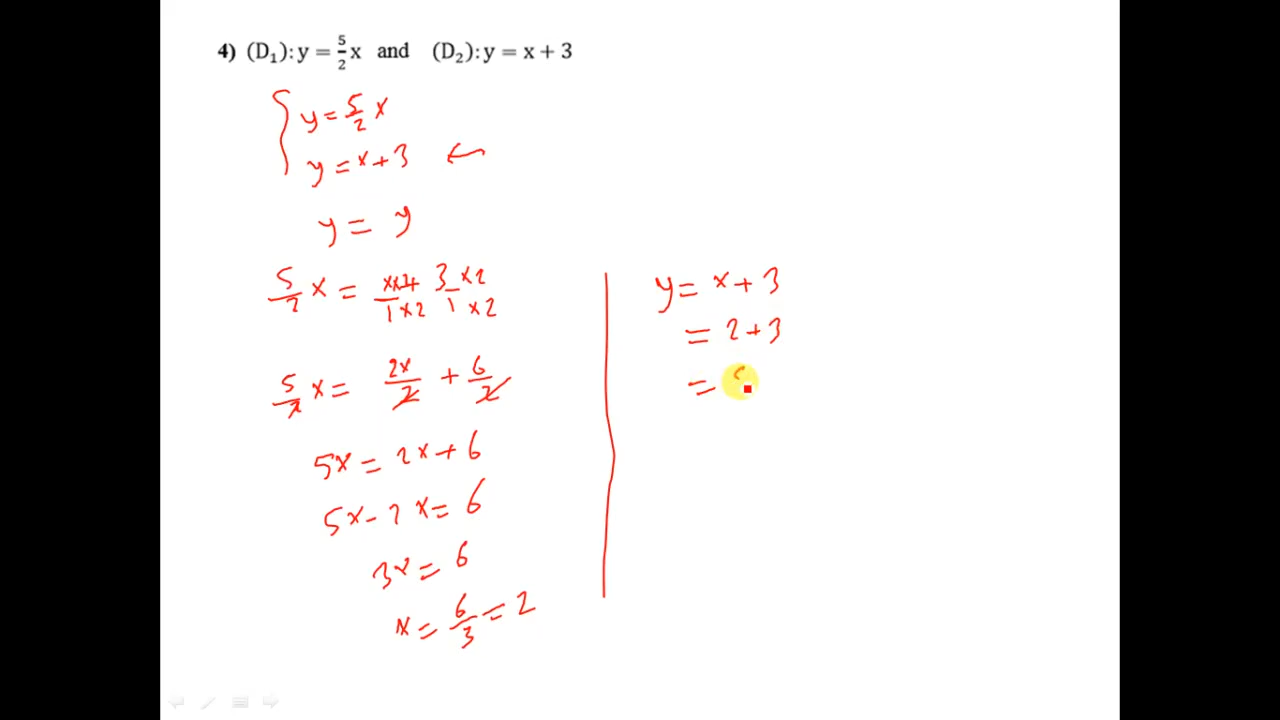 4) (D₁): y = 5/2 x and (D₂): y = x + 3
{ y = 5/2 x
y = x + 3 ←
y = y
5/2 x = x×2/1×2 + 3×2/1×2
5/2 x = 2x/2 + 6/2
5x = 2x + 6
5x - 2x = 6
3x = 6
x = 6/3 = 2
y = x + 3
= 2 + 3
=